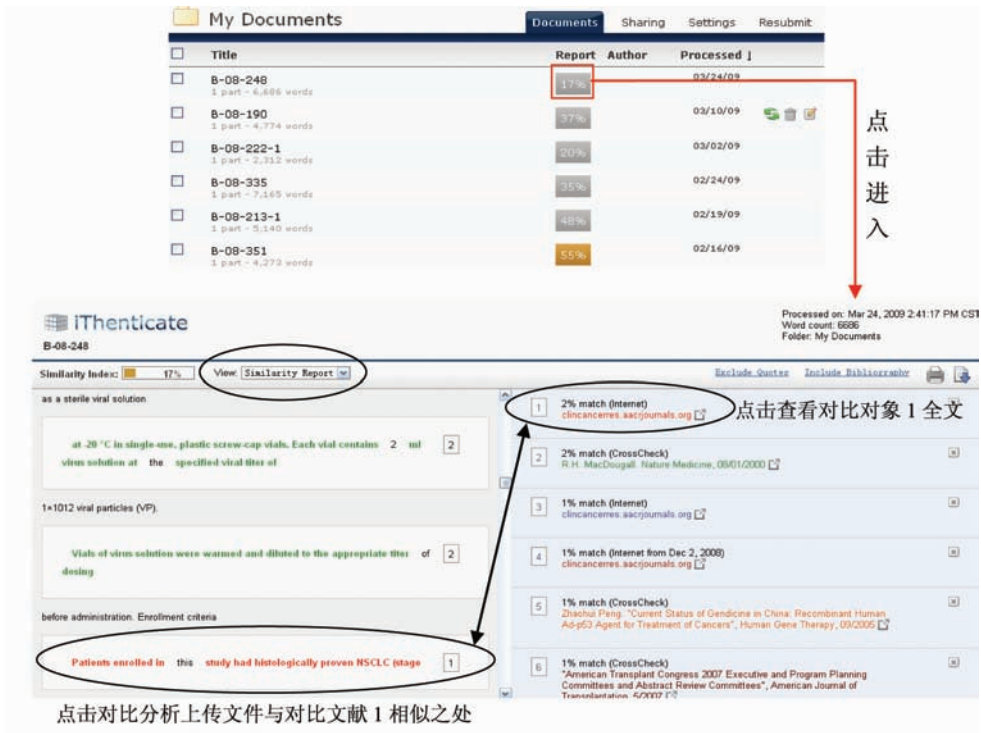 My Documents
Documents Sharing Settings Resubmit
Title Report Author Processed
B-08-248 17% 03/24/09
1 part - 6,686 words
B-08-190 37% 03/10/09
1 part - 4,774 words
B-08-222-1 20% 03/02/09
1 part - 2,312 words
B-08-335 35% 02/24/09
1 part - 7,165 words
B-08-213-1 48% 02/19/09
1 part - 5,140 words
B-08-351 55% 02/16/09
1 part - 4,273 words
点
击
进
入
iThenticate
B-08-248
Processed on: Mar 24, 2009 2:41:17 PM CST
Word count: 6686
Folder: My Documents
Similarity Index: 17% View: Similarity Report Exclude Quotes Include Bibliography
as a sterile viral solution
at -20 °C in single-use, plastic screw-cap vials. Each vial contains 2 ml 2
virus solution at the specified viral titer of
1×1012 viral particles (VP).
Vials of virus solution were warmed and diluted to the appropriate titer of 2
dosing
before administration. Enrollment criteria
Patients enrolled in this study had histologically proven NSCLC (stage 1
1 2% match (Internet)
clincancerres.aacrjournals.org
点击查看对比对象 1 全文
2 2% match (CrossCheck)
R.H. MacDougall. Nature Medicine, 08/01/2000
3 1% match (Internet)
clincancerres.aacrjournals.org
4 1% match (Internet from Dec 2, 2008)
clincancerres.aacrjournals.org
5 1% match (CrossCheck)
Zhaohui Peng. "Current Status of Gendicine in China: Recombinant Human
Ad-p53 Agent for Treatment of Cancers", Human Gene Therapy, 09/2005
6 1% match (CrossCheck)
"American Transplant Congress 2007 Executive and Program Planning
Committees and Abstract Review Committees", American Journal of
Transplantation, 5/2007
点击对比分析上传文件与对比文献 1 相似之处